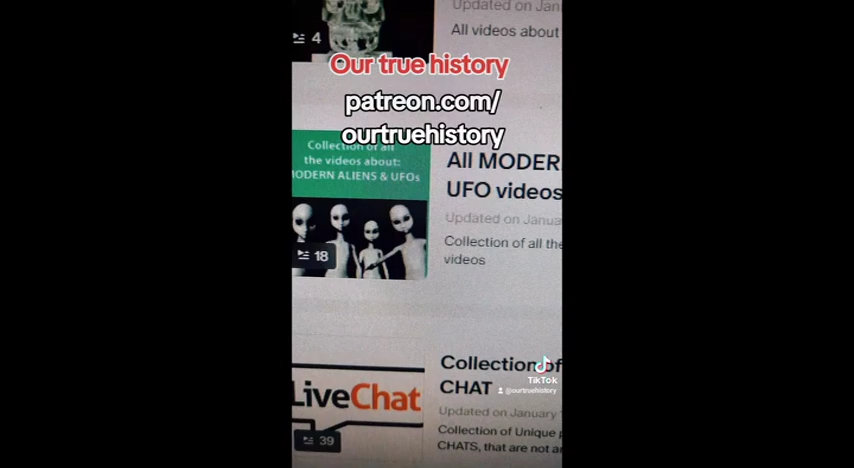 Updated on Jan
4
All videos about
Our true history
patreon.com/
ourtruehistory
Collection of all
the videos about:
MODERN ALIENS & UFOs
All MODER
UFO videos
Updated on Janua
Collection of all the
videos
18
Collection of
CHAT
LiveChat
Updated on January
Collection of Unique
CHATS, that are not a
39
TikTok
@ourtruehistory